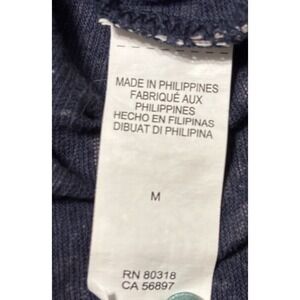 MADE IN PHILIPPINES
FABRIQUÉ AUX
PHILIPPINES
HECHO EN FILIPINAS
DIBUAT DI PHILIPINA
M
RN 80318
CA 56897